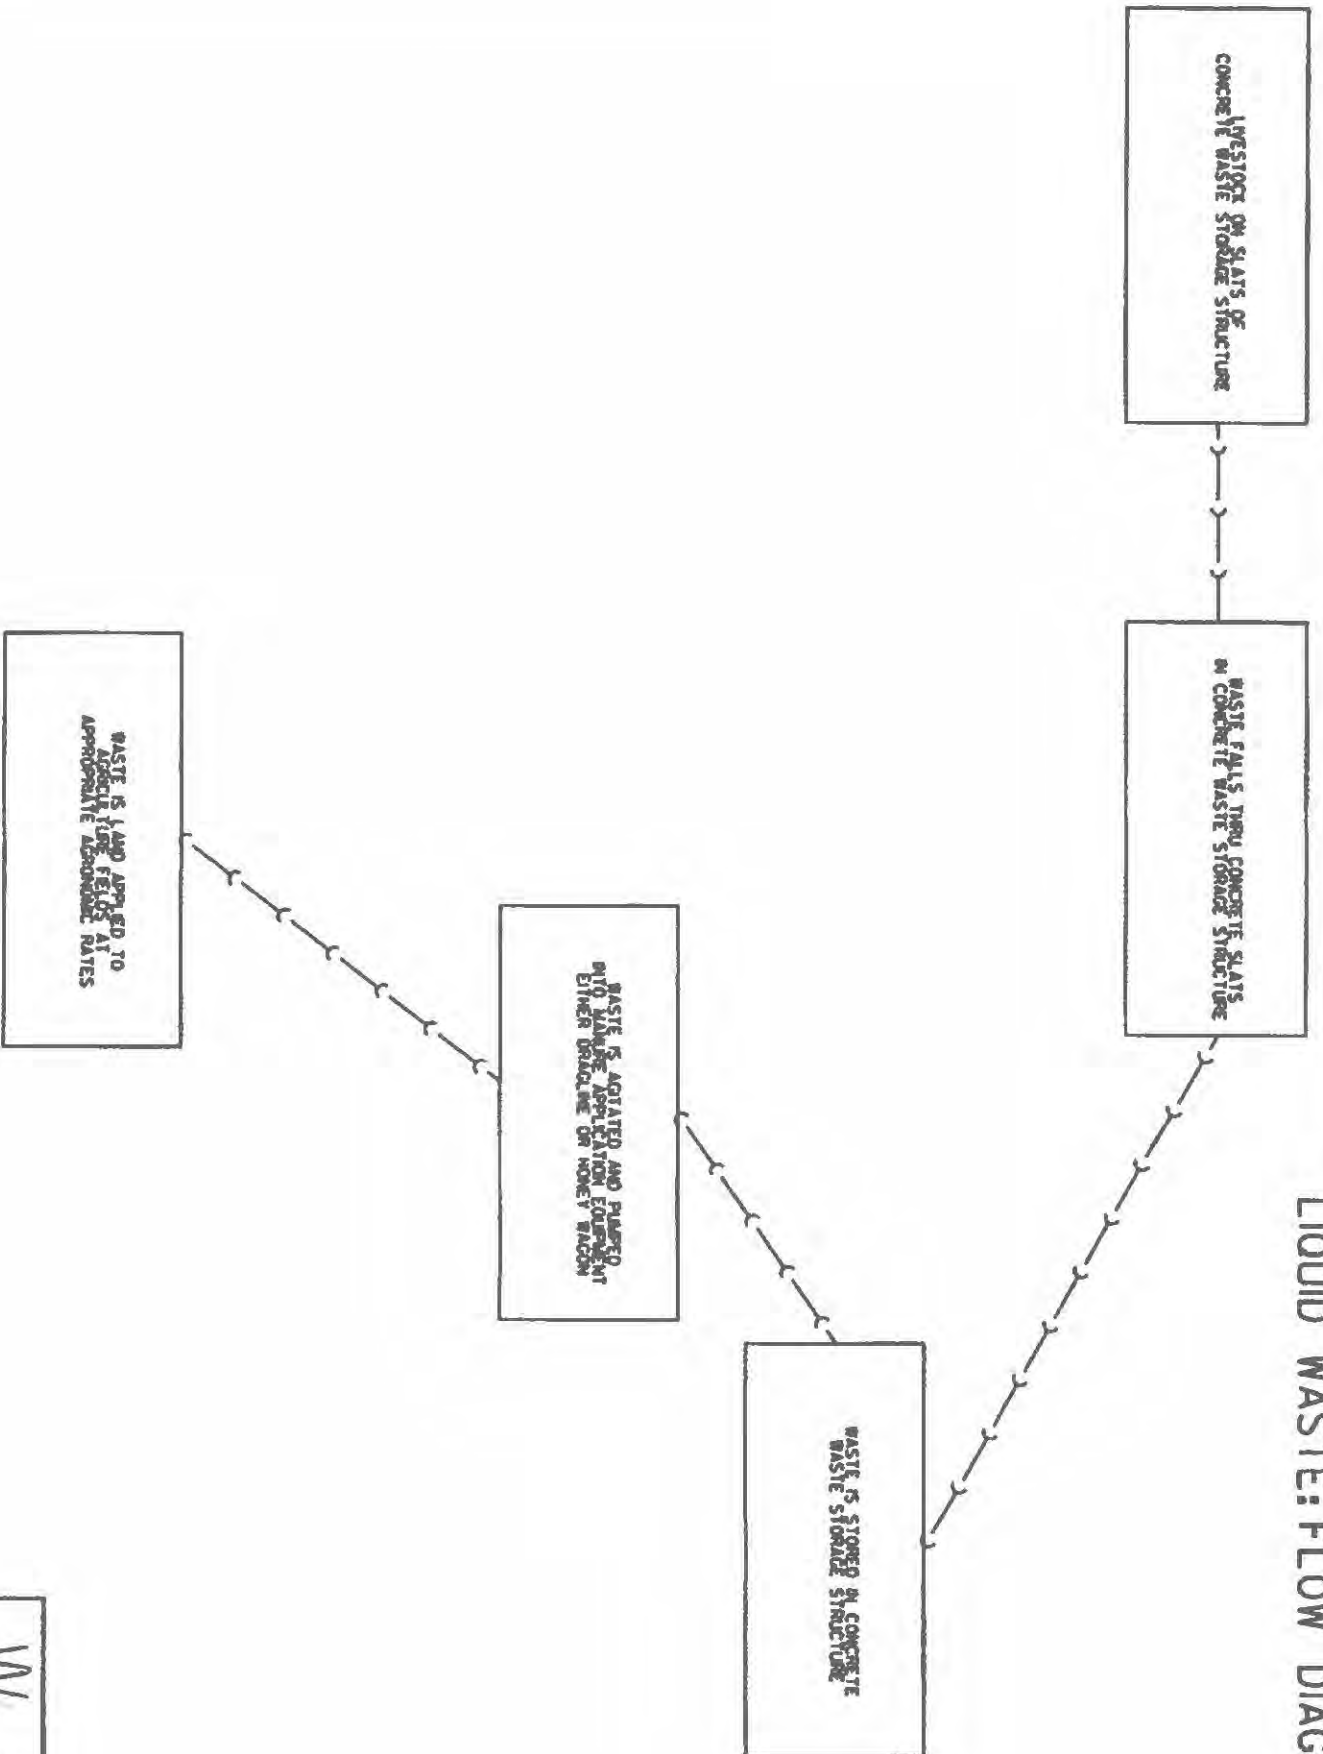 LIQUID WASTE: FLOW DIAG
LIVESTOCK ON SLATS OF
CONCRETE WASTE STORAGE STRUCTURE
WASTE FALLS THRU CONCRETE SLATS
IN CONCRETE WASTE STORAGE STRUCTURE
WASTE IS STORED IN CONCRETE
WASTE STORAGE STRUCTURE
WASTE IS AGITATED AND PUMPED
INTO MANURE APPLICATION EQUIPMENT
EITHER DRAGLINE OR HONEY WAGON
WASTE IS LAND APPLIED TO
AGRICULTURE FIELDS AT
APPROPRIATE AGRONOMIC RATES
W